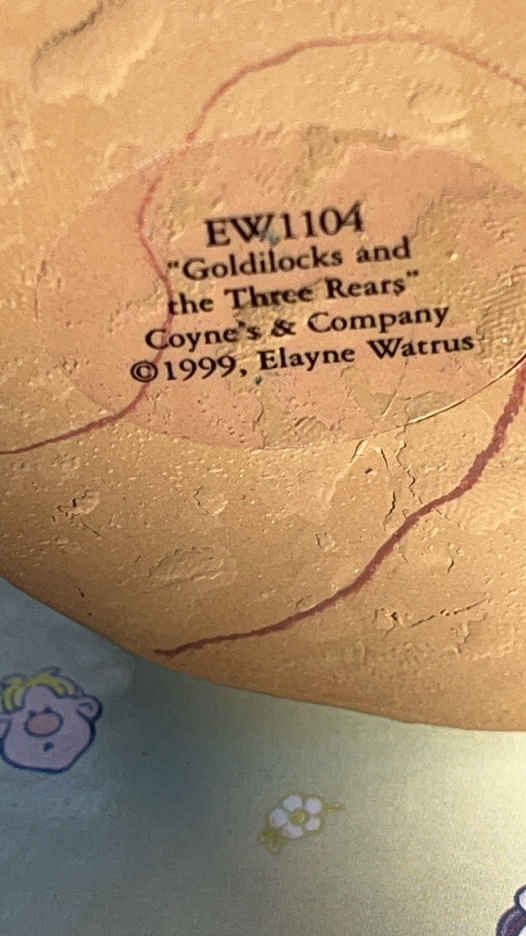 EW1104
"Goldilocks and
the Three Rears"
Coyne's & Company
©1999, Elayne Watrus